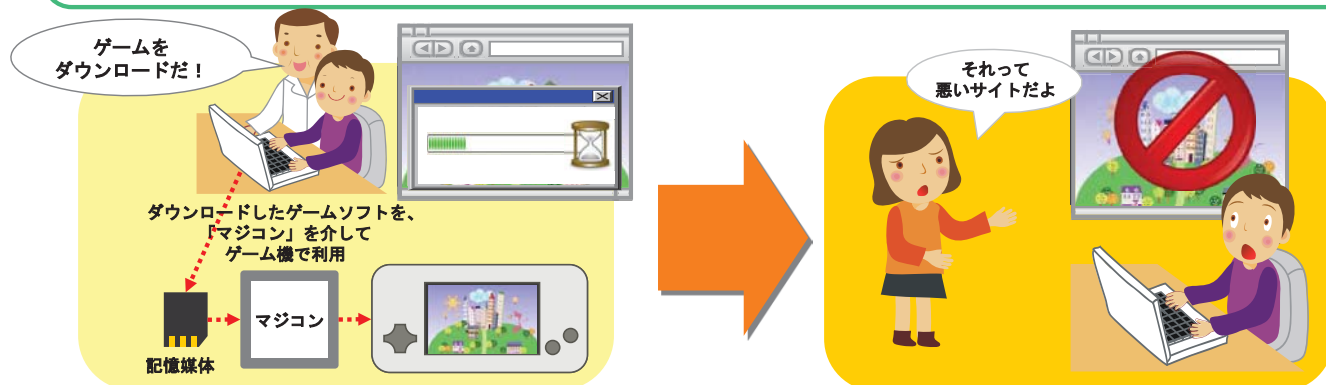 ゲームを
ダウンロードだ！
ダウンロードしたゲームソフトを、
「マジコン」を介して
ゲーム機で利用
マジコン
記憶媒体
それって
悪いサイトだよ